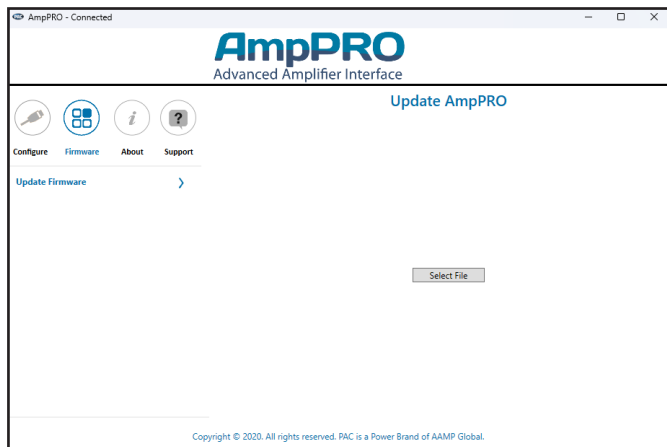 AmpPRO - Connected
AmpPRO
Advanced Amplifier Interface
Update AmpPRO
Configure Firmware About Support
Update Firmware
Select File
Copyright © 2020. All rights reserved. PAC is a Power Brand of AAMP Global.